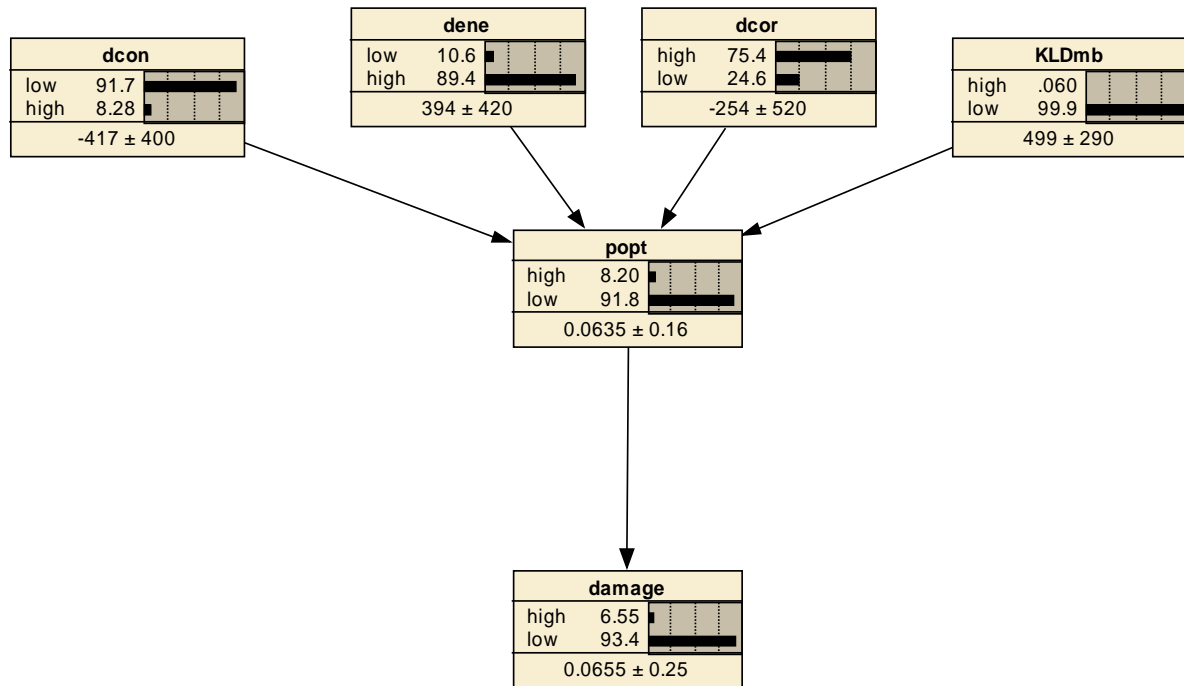 dcon
low 91.7
high 8.28
-417 ± 400
dene
low 10.6
high 89.4
394 ± 420
dcor
high 75.4
low 24.6
-254 ± 520
KLDmb
high .060
low 99.9
499 ± 290
popt
high 8.20
low 91.8
0.0635 ± 0.16
damage
high 6.55
low 93.4
0.0655 ± 0.25